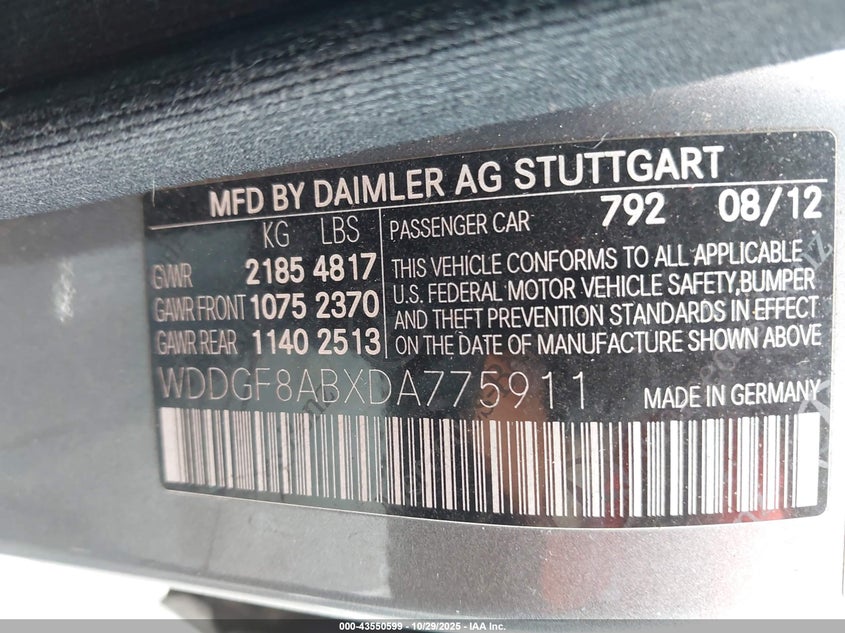 MFD BY DAIMLER AG STUTTGART
KG LBS PASSENGER CAR 792 08/12
GVWR 2185 4817
GAWR FRONT 1075 2370
GAWR REAR 1140 2513
THIS VEHICLE CONFORMS TO ALL APPLICABLE
U.S. FEDERAL MOTOR VEHICLE SAFETY,BUMPER
AND THEFT PREVENTION STANDARDS IN EFFECT
ON THE DATE OF MANUFACTURE SHOWN ABOVE
WDDGF8ABXDA775911 MADE IN GERMANY
000-43550599 - 10/29/2025 - IAA Inc.